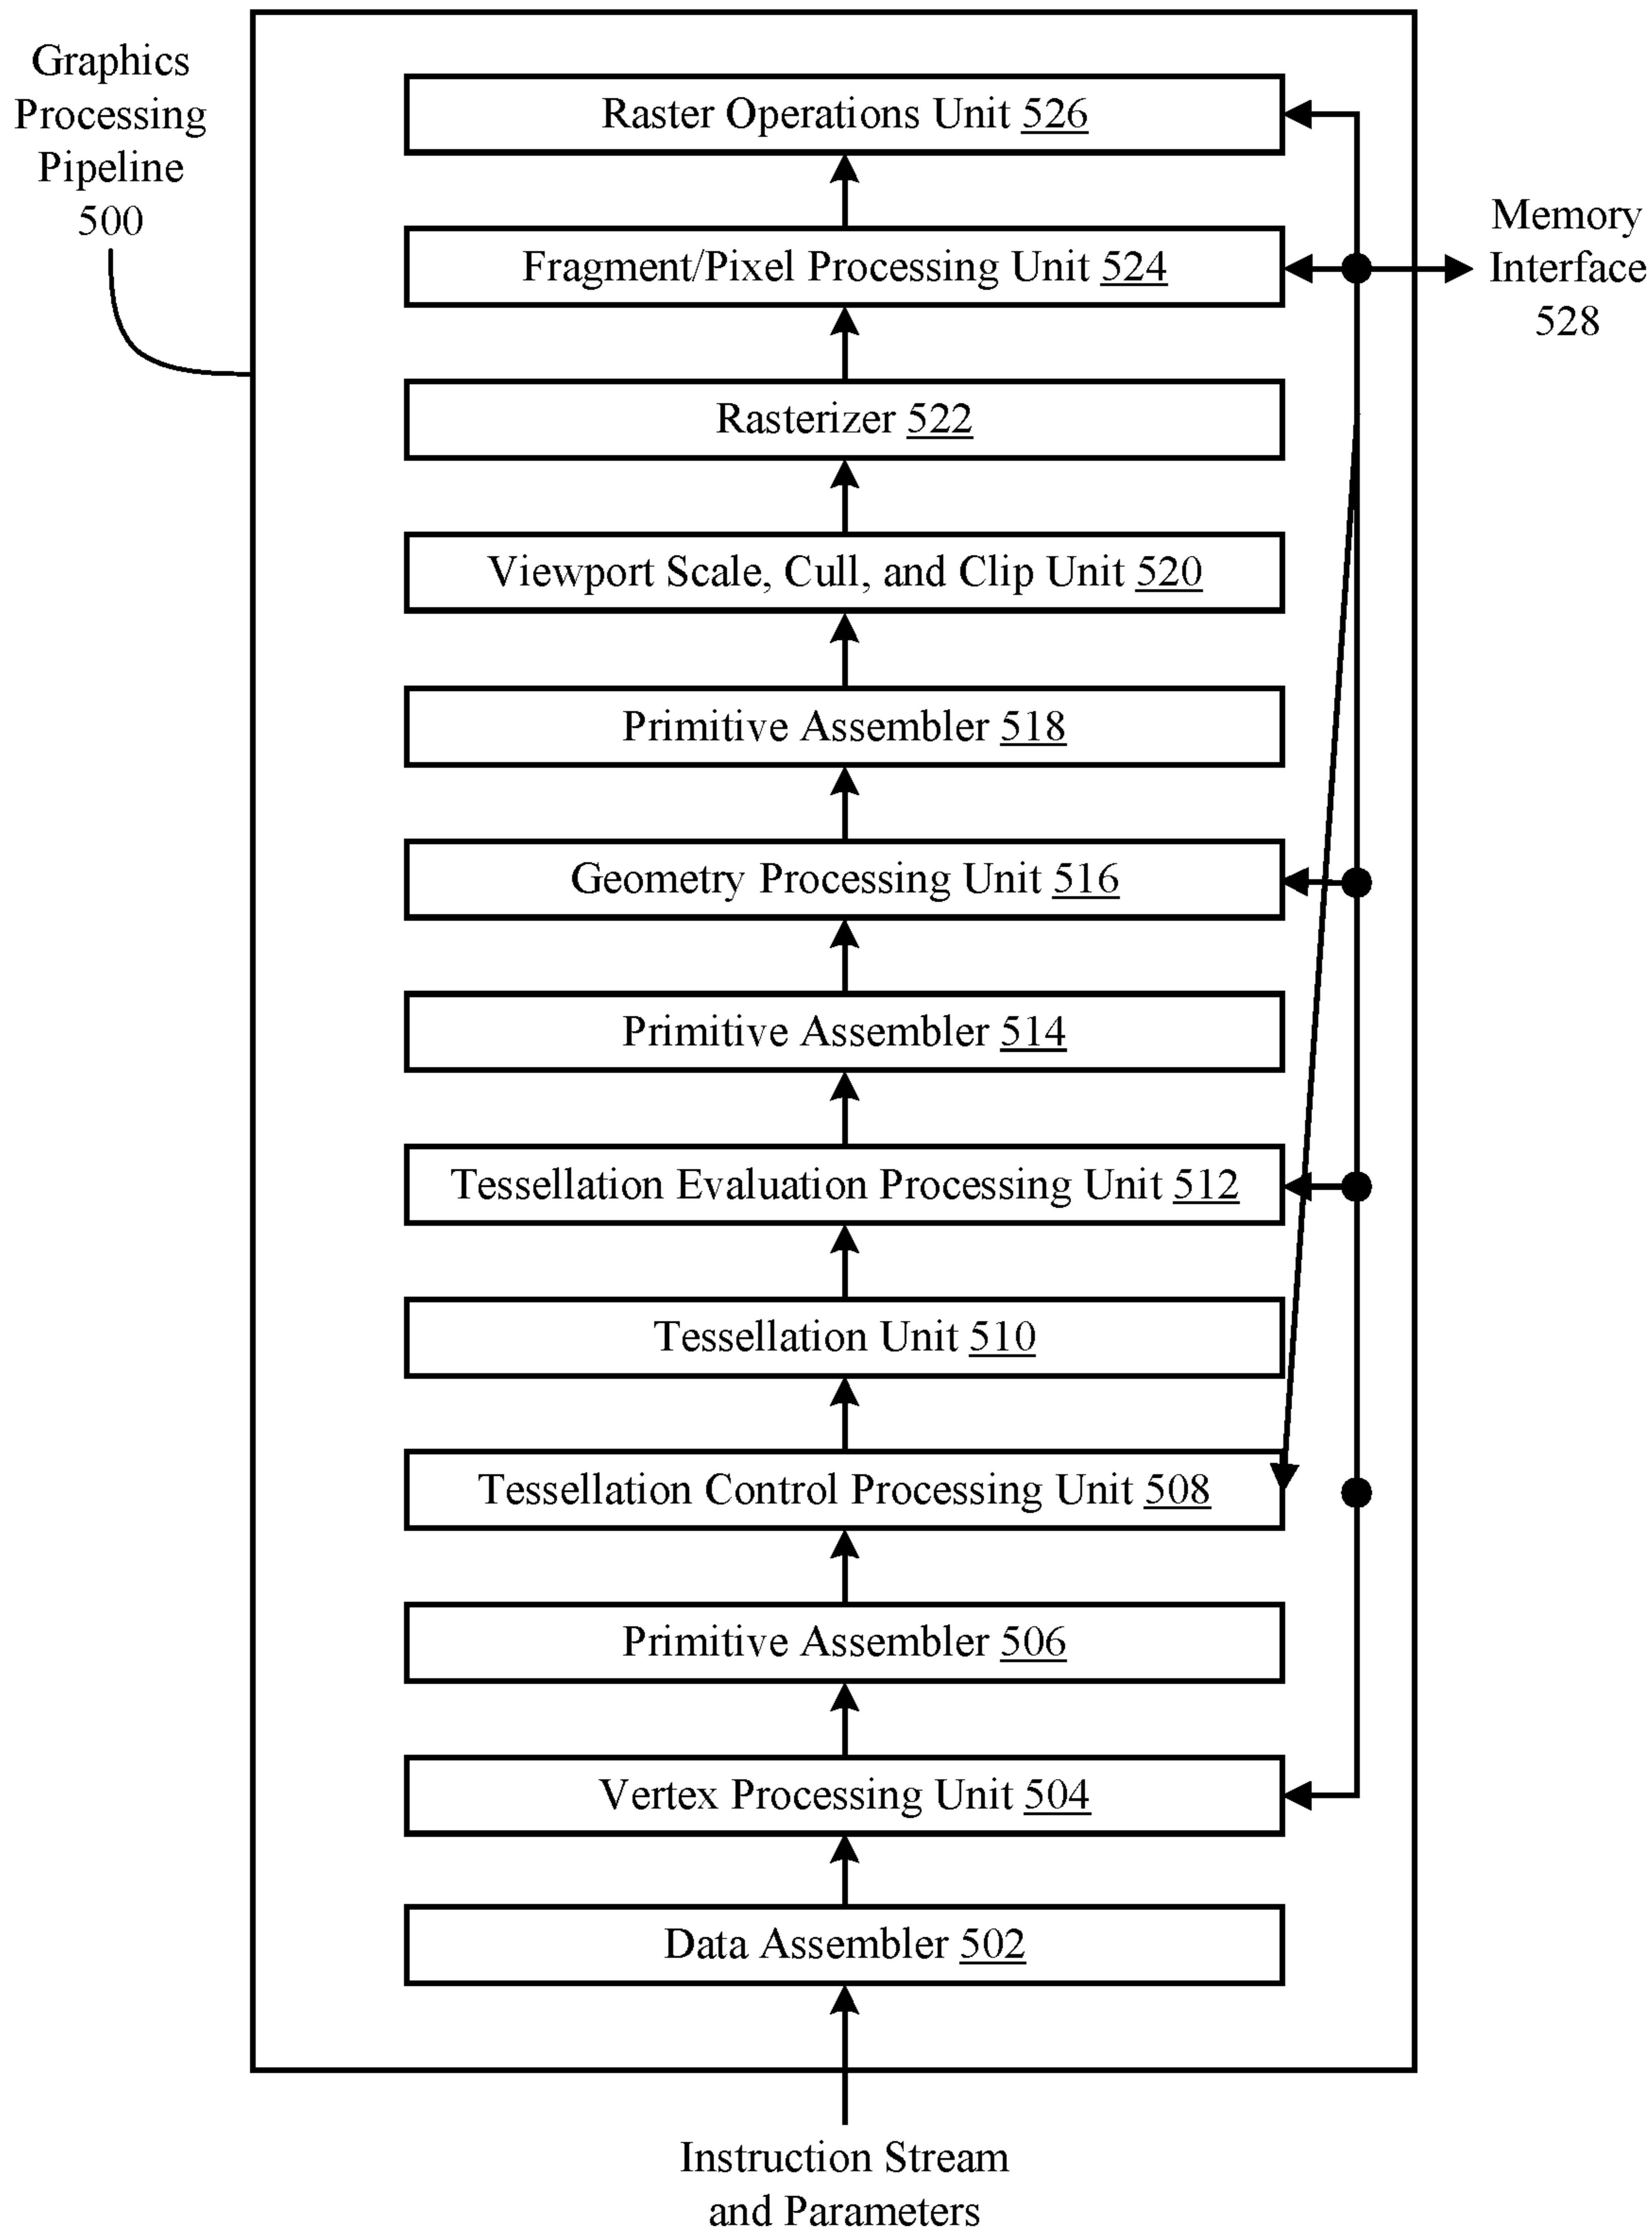 Graphics
Processing
Pipeline
500
Raster Operations Unit 526
Fragment/Pixel Processing Unit 524
Memory
Interface
528
Rasterizer 522
Viewport Scale, Cull, and Clip Unit 520
Primitive Assembler 518
Geometry Processing Unit 516
Primitive Assembler 514
Tessellation Evaluation Processing Unit 512
Tessellation Unit 510
Tessellation Control Processing Unit 508
Primitive Assembler 506
Vertex Processing Unit 504
Data Assembler 502
Instruction Stream
and Parameters